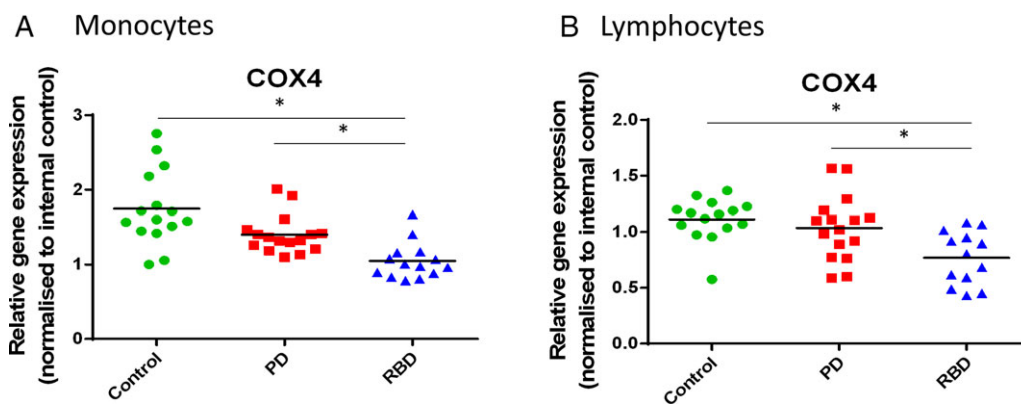 A Monocytes
COX4
*
*
Relative gene expression
(normalised to internal control)
3
2
1
0
Control
PD
RBD
B Lymphocytes
COX4
*
*
Relative gene expression
(normalised to internal control)
2.0
1.5
1.0
0.5
0.0
Control
PD
RBD